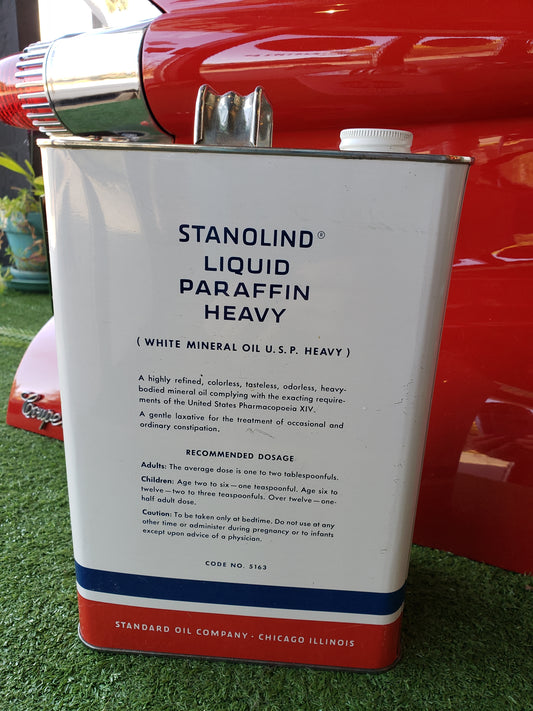 STANOLIND®
LIQUID
PARAFFIN
HEAVY
( WHITE MINERAL OIL U. S. P. HEAVY )
A highly refined, colorless, tasteless, odorless, heavy-
bodied mineral oil complying with the exacting require-
ments of the United States Pharmacopoeia XIV.
A gentle laxative for the treatment of occasional and
ordinary constipation.
RECOMMENDED DOSAGE
Adults: The average dose is one to two tablespoonfuls.
Children: Age two to six—one teaspoonful. Age six to
twelve—two to three teaspoonfuls. Over twelve—one-
half adult dose.
Caution: To be taken only at bedtime. Do not use at any
other time or administer during pregnancy or to infants
except upon advice of a physician.
CODE NO. 5163
STANDARD OIL COMPANY · CHICAGO ILLINOIS
Coupe